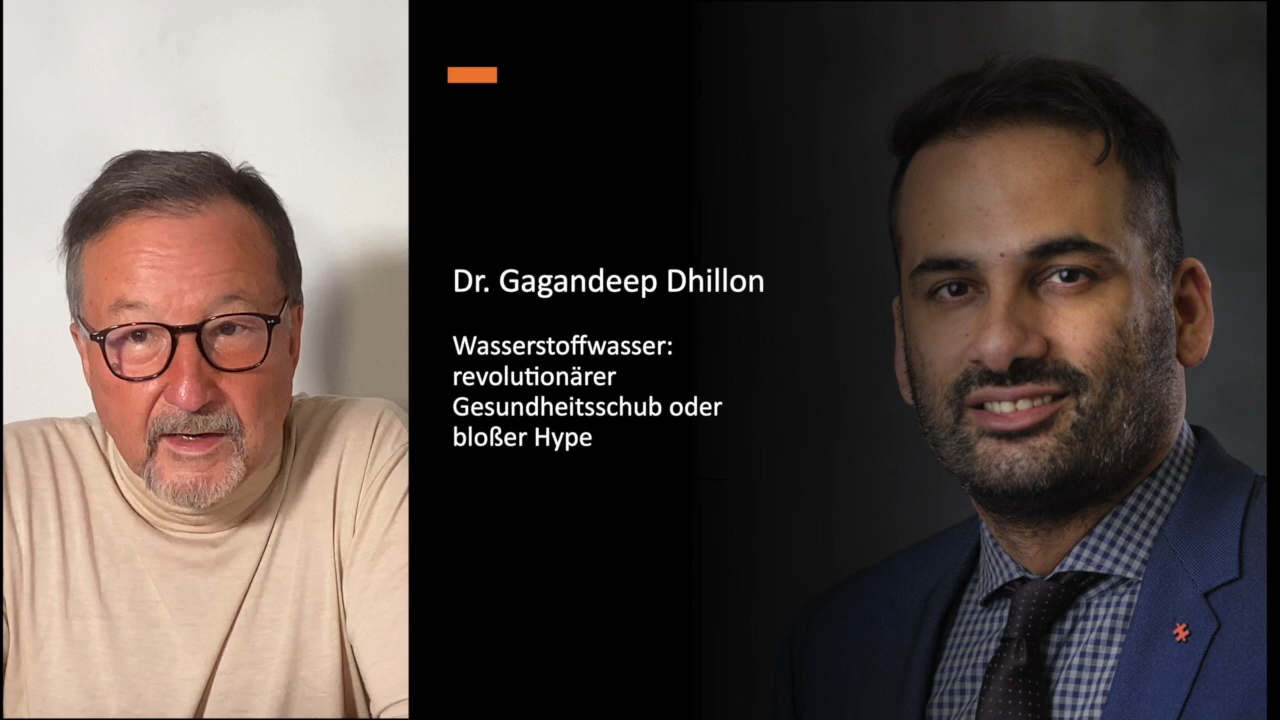 Dr. Gagandeep Dhillon
Wasserstoffwasser:
revolutionärer
Gesundheitsschub oder
bloßer Hype